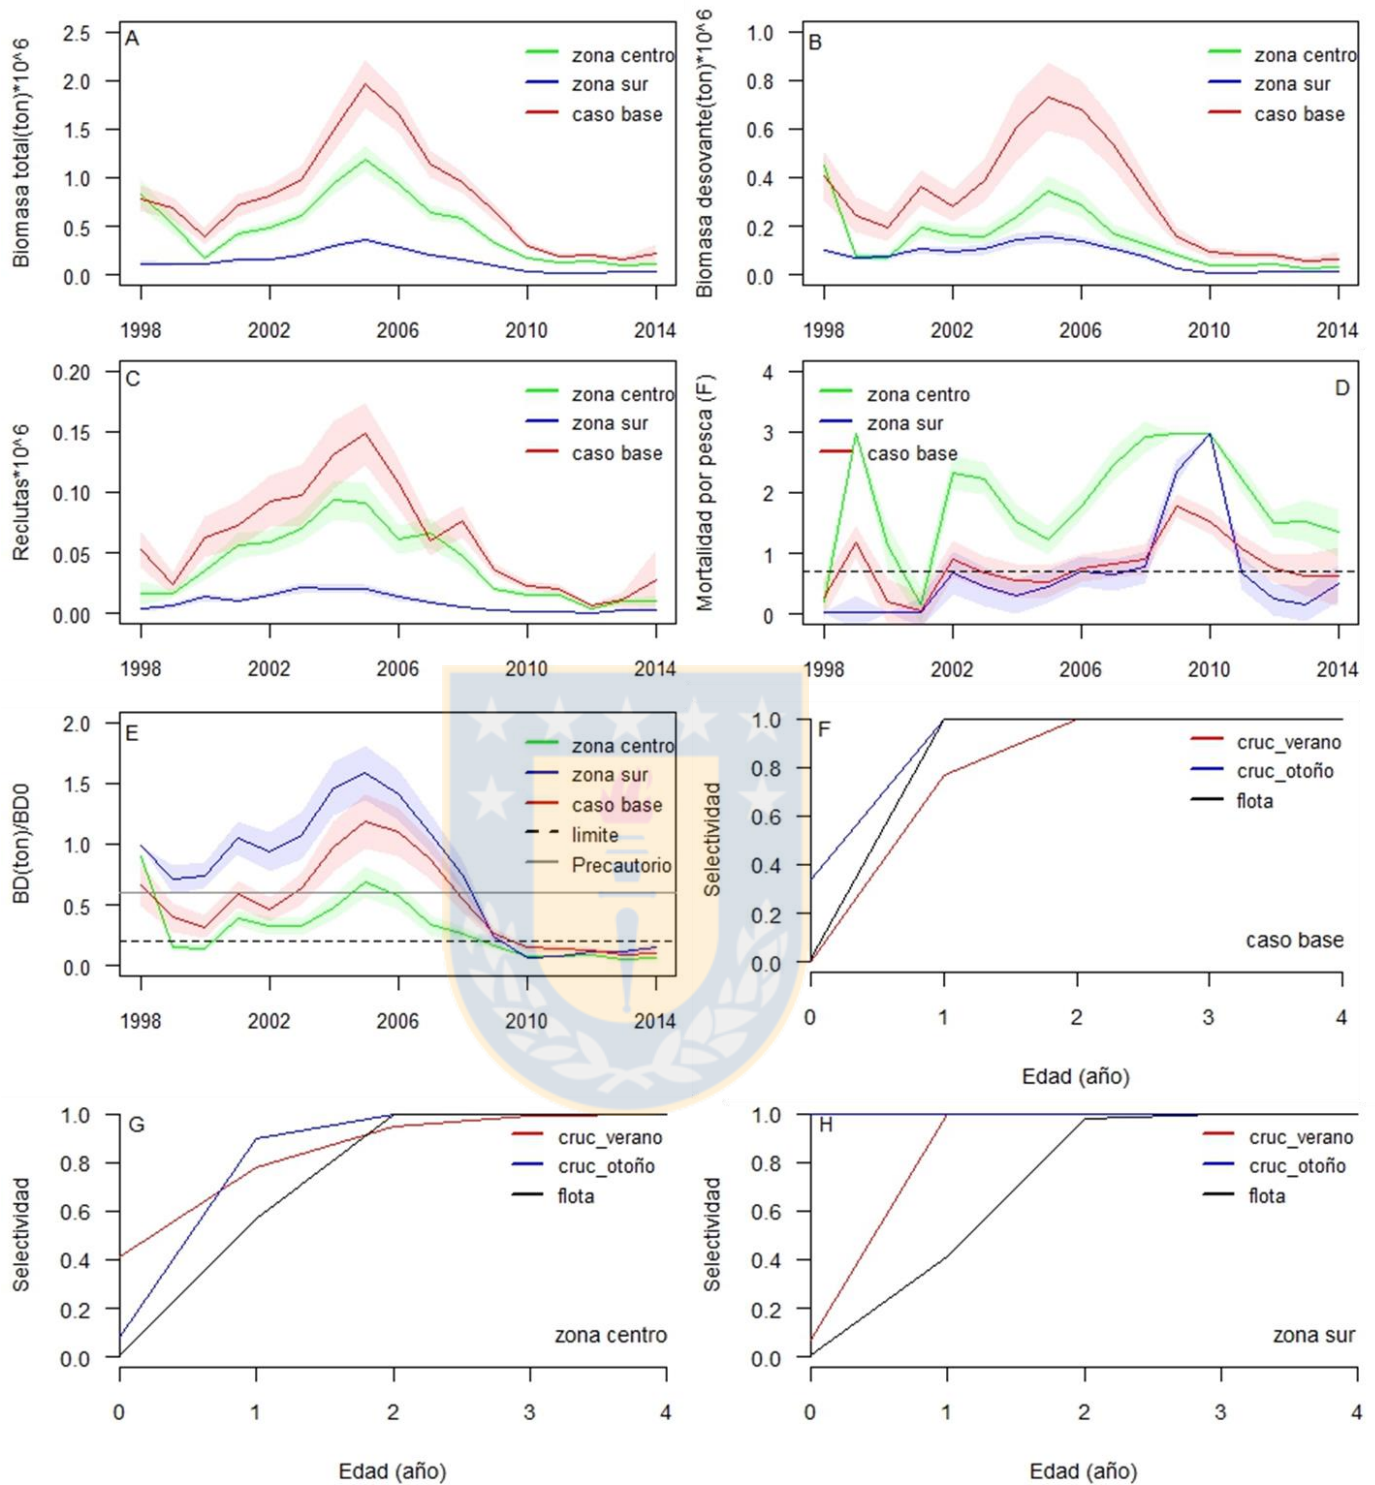 A
Biomasa total(ton)*10^6
2.5
2.0
1.5
1.0
0.5
0.0
zona centro
zona sur
caso base
1998 2002 2006 2010 2014
B
Biomasa desovante(ton)*10^6
1.0
0.8
0.6
0.4
0.2
0.0
zona centro
zona sur
caso base
1998 2002 2006 2010 2014
C
Reclutas*10^6
0.20
0.15
0.10
0.05
0.00
zona centro
zona sur
caso base
1998 2002 2006 2010 2014
D
Mortalidad por pesca (F)
4
3
2
1
0
zona centro
zona sur
caso base
1998 2002 2006 2010 2014
E
BD(ton)/BD0
2.0
1.5
1.0
0.5
0.0
zona centro
zona sur
caso base
limite
Precautorio
1998 2002 2006 2010 2014
F
Selectividad
1.0
0.8
0.6
0.4
0.2
0.0
cruc_verano
cruc_otoño
flota
caso base
0 1 2 3 4
Edad (año)
G
Selectividad
1.0
0.8
0.6
0.4
0.2
0.0
cruc_verano
cruc_otoño
flota
zona centro
0 1 2 3 4
Edad (año)
H
Selectividad
1.0
0.8
0.6
0.4
0.2
0.0
cruc_verano
cruc_otoño
flota
zona sur
0 1 2 3 4
Edad (año)